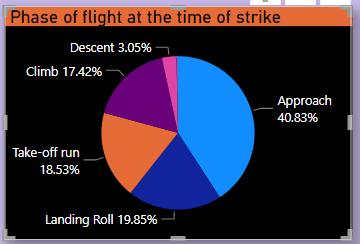 Phase of flight at the time of strike
Descent 3.05%
Climb 17.42%
Approach
40.83%
Take-off run
18.53%
Landing Roll 19.85%